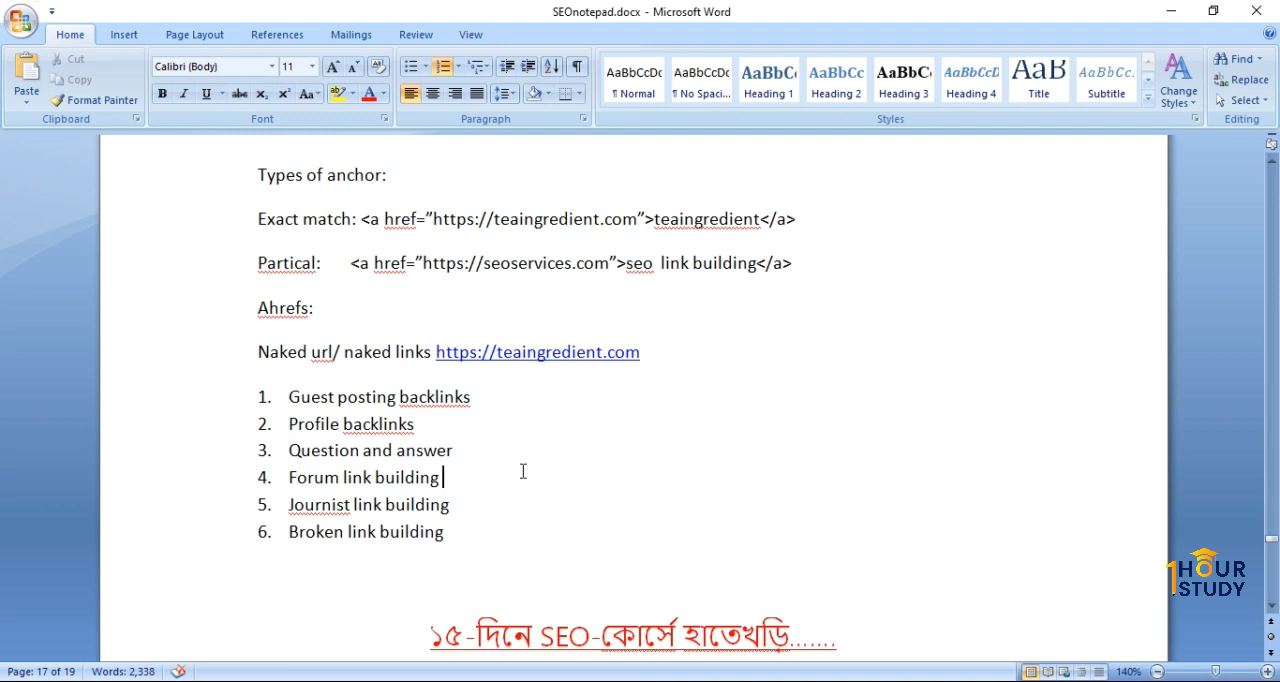 SEOnotepad.docx - Microsoft Word
Home Insert Page Layout References Mailings Review View
Paste
Cut
Copy
Format Painter
Clipboard
Calibri (Body) 11
Font
Paragraph
AaBbCcDc AaBbCcDc AaBbC AaBbCc AaBbC AaBbCcD AaB AaBbCc.
¶ Normal ¶ No Spaci... Heading 1 Heading 2 Heading 3 Heading 4 Title Subtitle
Change Styles
Styles
Find
Replace
Select
Editing
Types of anchor:
Exact match: <a href=”https://teaingredient.com”>teaingredient</a>
Partical: <a href=”https://seoservices.com”>seo link building</a>
Ahrefs:
Naked url/ naked links https://teaingredient.com
1. Guest posting backlinks
2. Profile backlinks
3. Question and answer
4. Forum link building
5. Journist link building
6. Broken link building
1HOUR
STUDY
১৫-দিনে SEO-কোর্সে হাতেখড়ি.......
Page: 17 of 19 Words: 2,338 140%